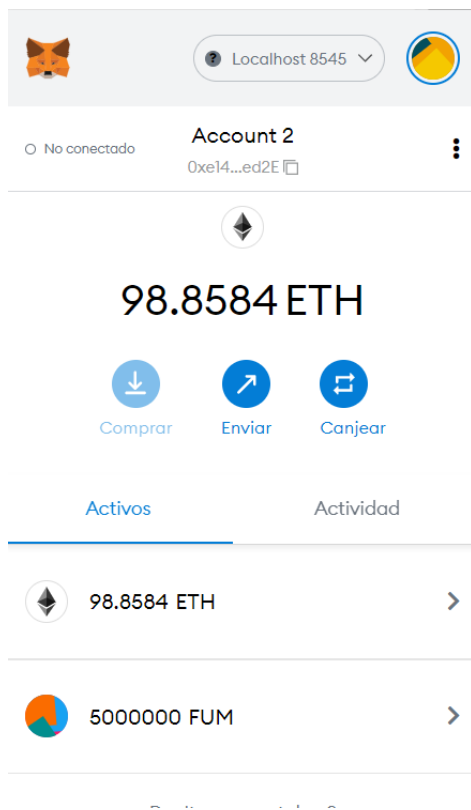 Localhost 8545
No conectado
Account 2
0xe14...ed2E
98.8584 ETH
Comprar
Enviar
Canjear
Activos
Actividad
98.8584 ETH
5000000 FUM